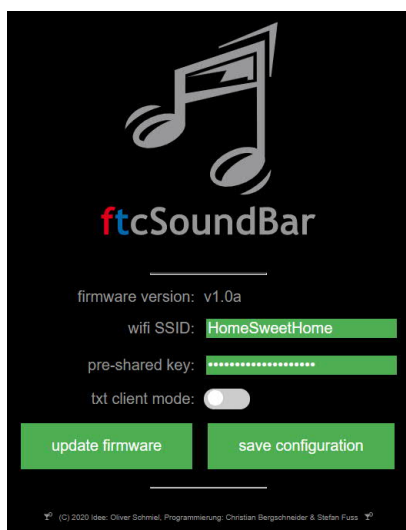 ftcSoundBar
firmware version: v1.0a
wifi SSID: HomeSweetHome
pre-shared key: ••••••••••••••••••••
txt client mode:
update firmware save configuration
(C) 2020 Idee: Oliver Schmiel, Programmierung: Christian Bergschneider & Stefan Fuss